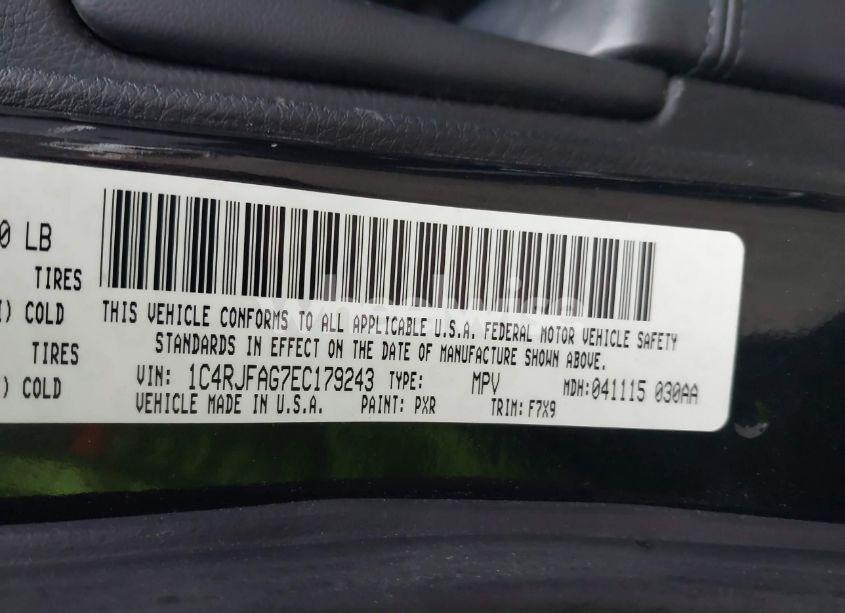 0 LB
TIRES
) COLD
TIRES
) COLD
THIS VEHICLE CONFORMS TO ALL APPLICABLE U.S.A. FEDERAL MOTOR VEHICLE SAFETY
STANDARDS IN EFFECT ON THE DATE OF MANUFACTURE SHOWN ABOVE.
VIN: 1C4RJFAG7EC179243 TYPE: MPV MDH:041115 030AA
VEHICLE MADE IN U.S.A. PAINT: PXR TRIM: F7X9